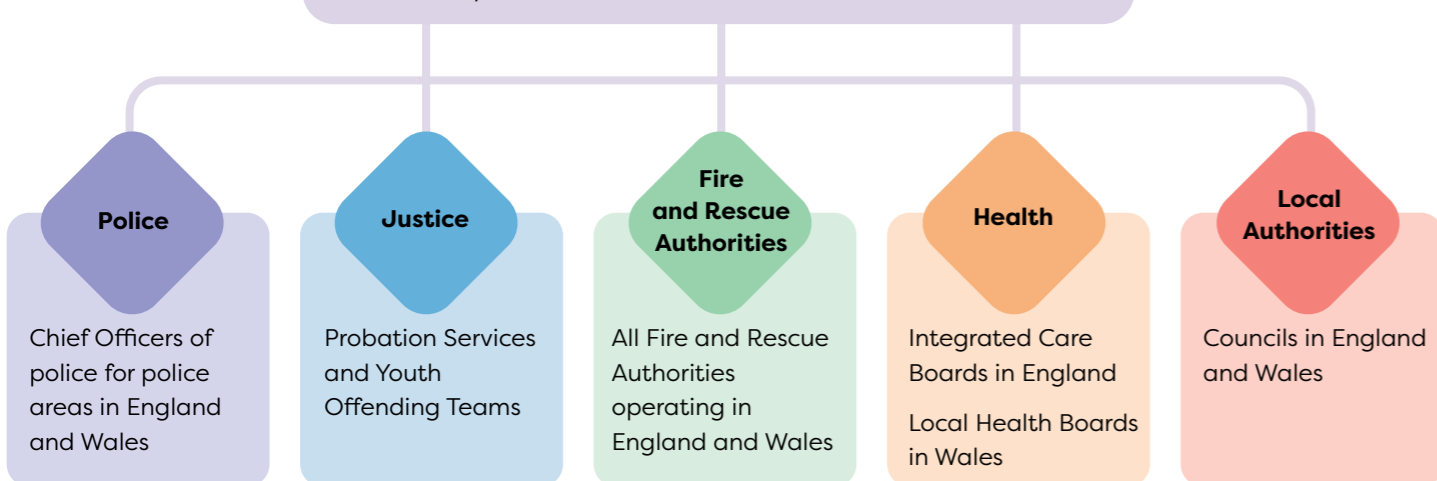 Police
Chief Officers of
police for police
areas in England
and Wales
Justice
Probation Services
and Youth
Offending Teams
Fire
and Rescue
Authorities
All Fire and Rescue
Authorities
operating in
England and Wales
Health
Integrated Care
Boards in England
Local Health Boards
in Wales
Local
Authorities
Councils in England
and Wales